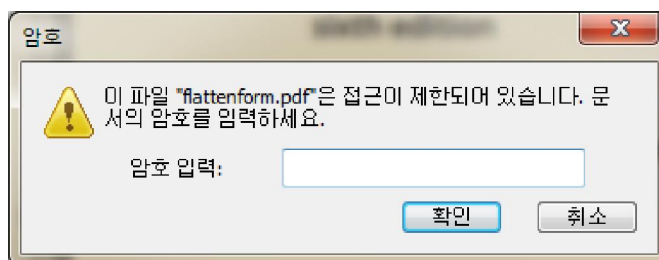 암호
sixth edition
이 파일 "flattenform.pdf"은 접근이 제한되어 있습니다. 문
서의 암호를 입력하세요.
암호 입력:
확인
취소